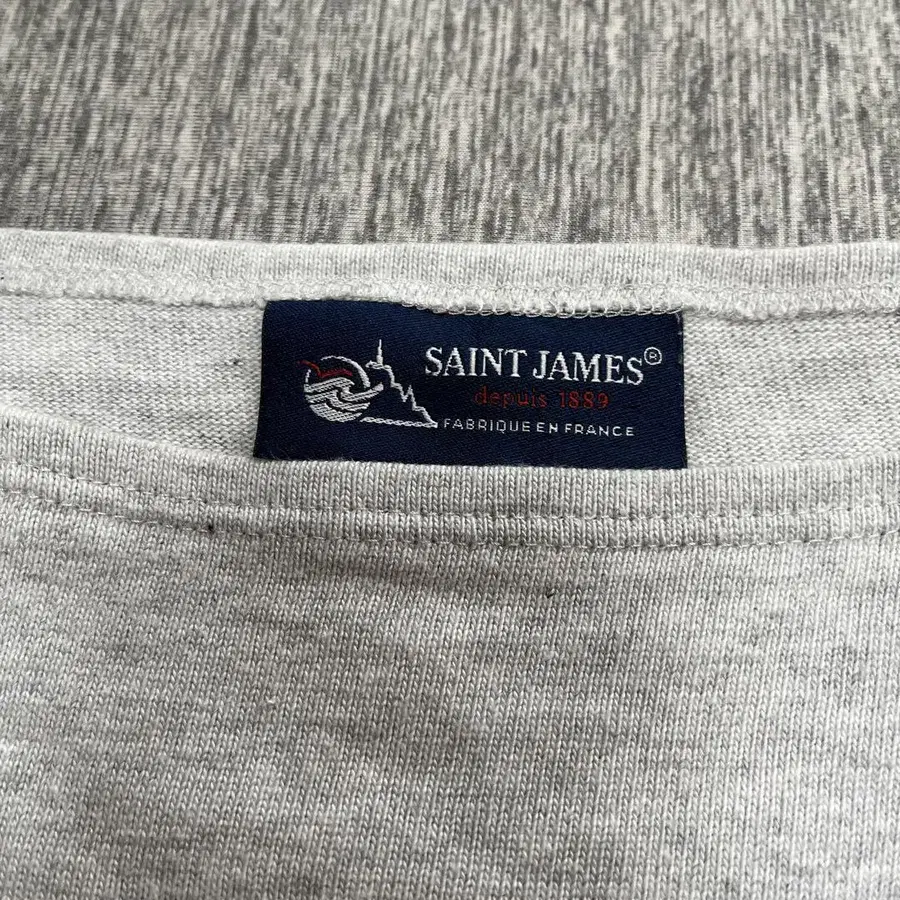 SAINT JAMES®
depuis 1889
FABRIQUE EN FRANCE